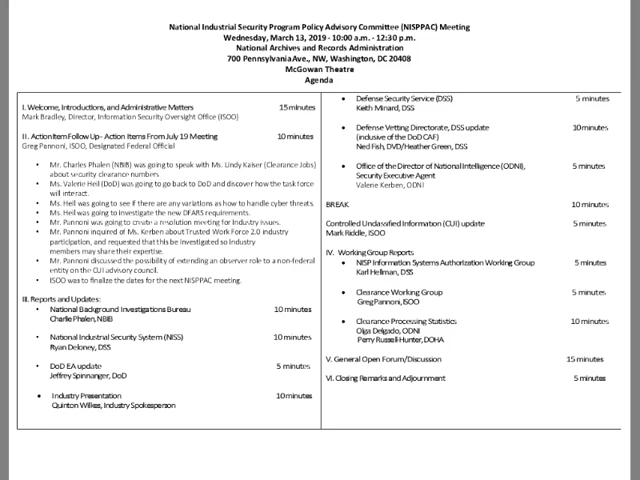 National Industrial Security Program Policy Advisory Committee (NISPPAC) Meeting
Wednesday, March 13, 2019 - 10:00 a.m. - 12:30 p.m.
National Archives and Records Administration
700 Pennsylvania Ave., NW, Washington, DC 20408
McGowan Theatre
Agenda
I. Welcome, Introductions, and Administrative Matters 15 minutes
Mark Bradley, Director, Information Security Oversight Office (ISOO)
II. Action Item Follow Up- Action Items From July 19 Meeting 10 minutes
Greg Pannoni, ISOO, Designated Federal Official
• Mr. Charles Phalen (NBIB) was going to speak with Ms. Lindy Kaiser (Clearance Jobs)
about security clearance numbers.
• Ms. Valerie Heil (DoD) was going to go back to DoD and discover how the task force
will interact.
• Ms. Heil was going to see if there are any variations as how to handle cyber threats.
• Ms. Heil was going to investigate the new DFARS requirements.
• Mr. Pannoni was going to create a resolution meeting for Industry issues.
• Mr. Pannoni inquired of Ms. Kerben about Trusted Work Force 2.0 industry
participation, and requested that this be investigated so Industry
members may share their expertise.
• Mr. Pannoni discussed the possibility of extending an observer role to a non-federal
entity on the CUI advisory council.
• ISOO was to finalize the dates for the next NISPPAC meeting.
III. Reports and Updates:
• National Background Investigations Bureau 10 minutes
Charlie Phalen, NBIB
• National Industrial Security System (NISS) 10 minutes
Ryan Deloney, DSS
• DoD EA update 5 minutes
Jeffrey Spinnanger, DoD
• Industry Presentation 10 minutes
Quinton Wilkes, Industry Spokesperson
• Defense Security Service (DSS) 5 minutes
Keith Minard, DSS
• Defense Vetting Directorate, DSS update 10 minutes
(inclusive of the DoD CAF)
Ned Fish, DVD/Heather Green, DSS
• Office of the Director of National Intelligence (ODNI), 5 minutes
Security Executive Agent
Valerie Kerben, ODNI
BREAK 10 minutes
Controlled Unclassified Information (CUI) update 5 minutes
Mark Riddle, ISOO
IV. Working Group Reports
• NISP Information Systems Authorization Working Group 5 minutes
Karl Hellman, DSS
• Clearance Working Group 5 minutes
Greg Pannoni, ISOO
• Clearance Processing Statistics 10 minutes
Olga Delgado, ODNI
Perry Russell-Hunter, DOHA
V. General Open Forum/Discussion 15 minutes
VI. Closing Remarks and Adjournment 5 minutes